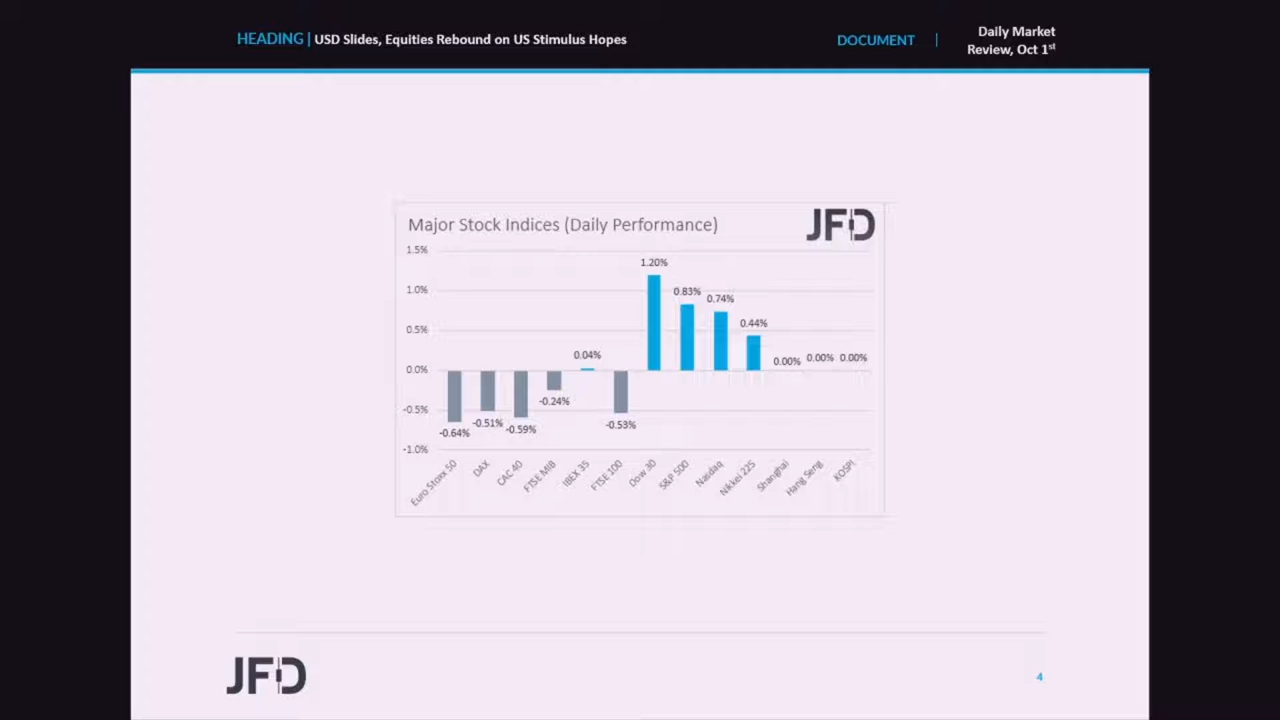 HEADING | USD Slides, Equities Rebound on US Stimulus Hopes
DOCUMENT |
Daily Market
Review, Oct 1st
Major Stock Indices (Daily Performance)
JFD
1.5%
1.0%
0.5%
0.0%
-0.5%
-1.0%
-0.64%
-0.51%
-0.59%
-0.24%
0.04%
-0.53%
1.20%
0.83%
0.74%
0.44%
0.00%
0.00%
0.00%
Euro Stoxx 50
DAX
CAC 40
FTSE MIB
IBEX 35
FTSE 100
Dow 30
S&P 500
Nasdaq
Nikkei 225
Shanghai
Hang Seng
KOSPI
JFD
4